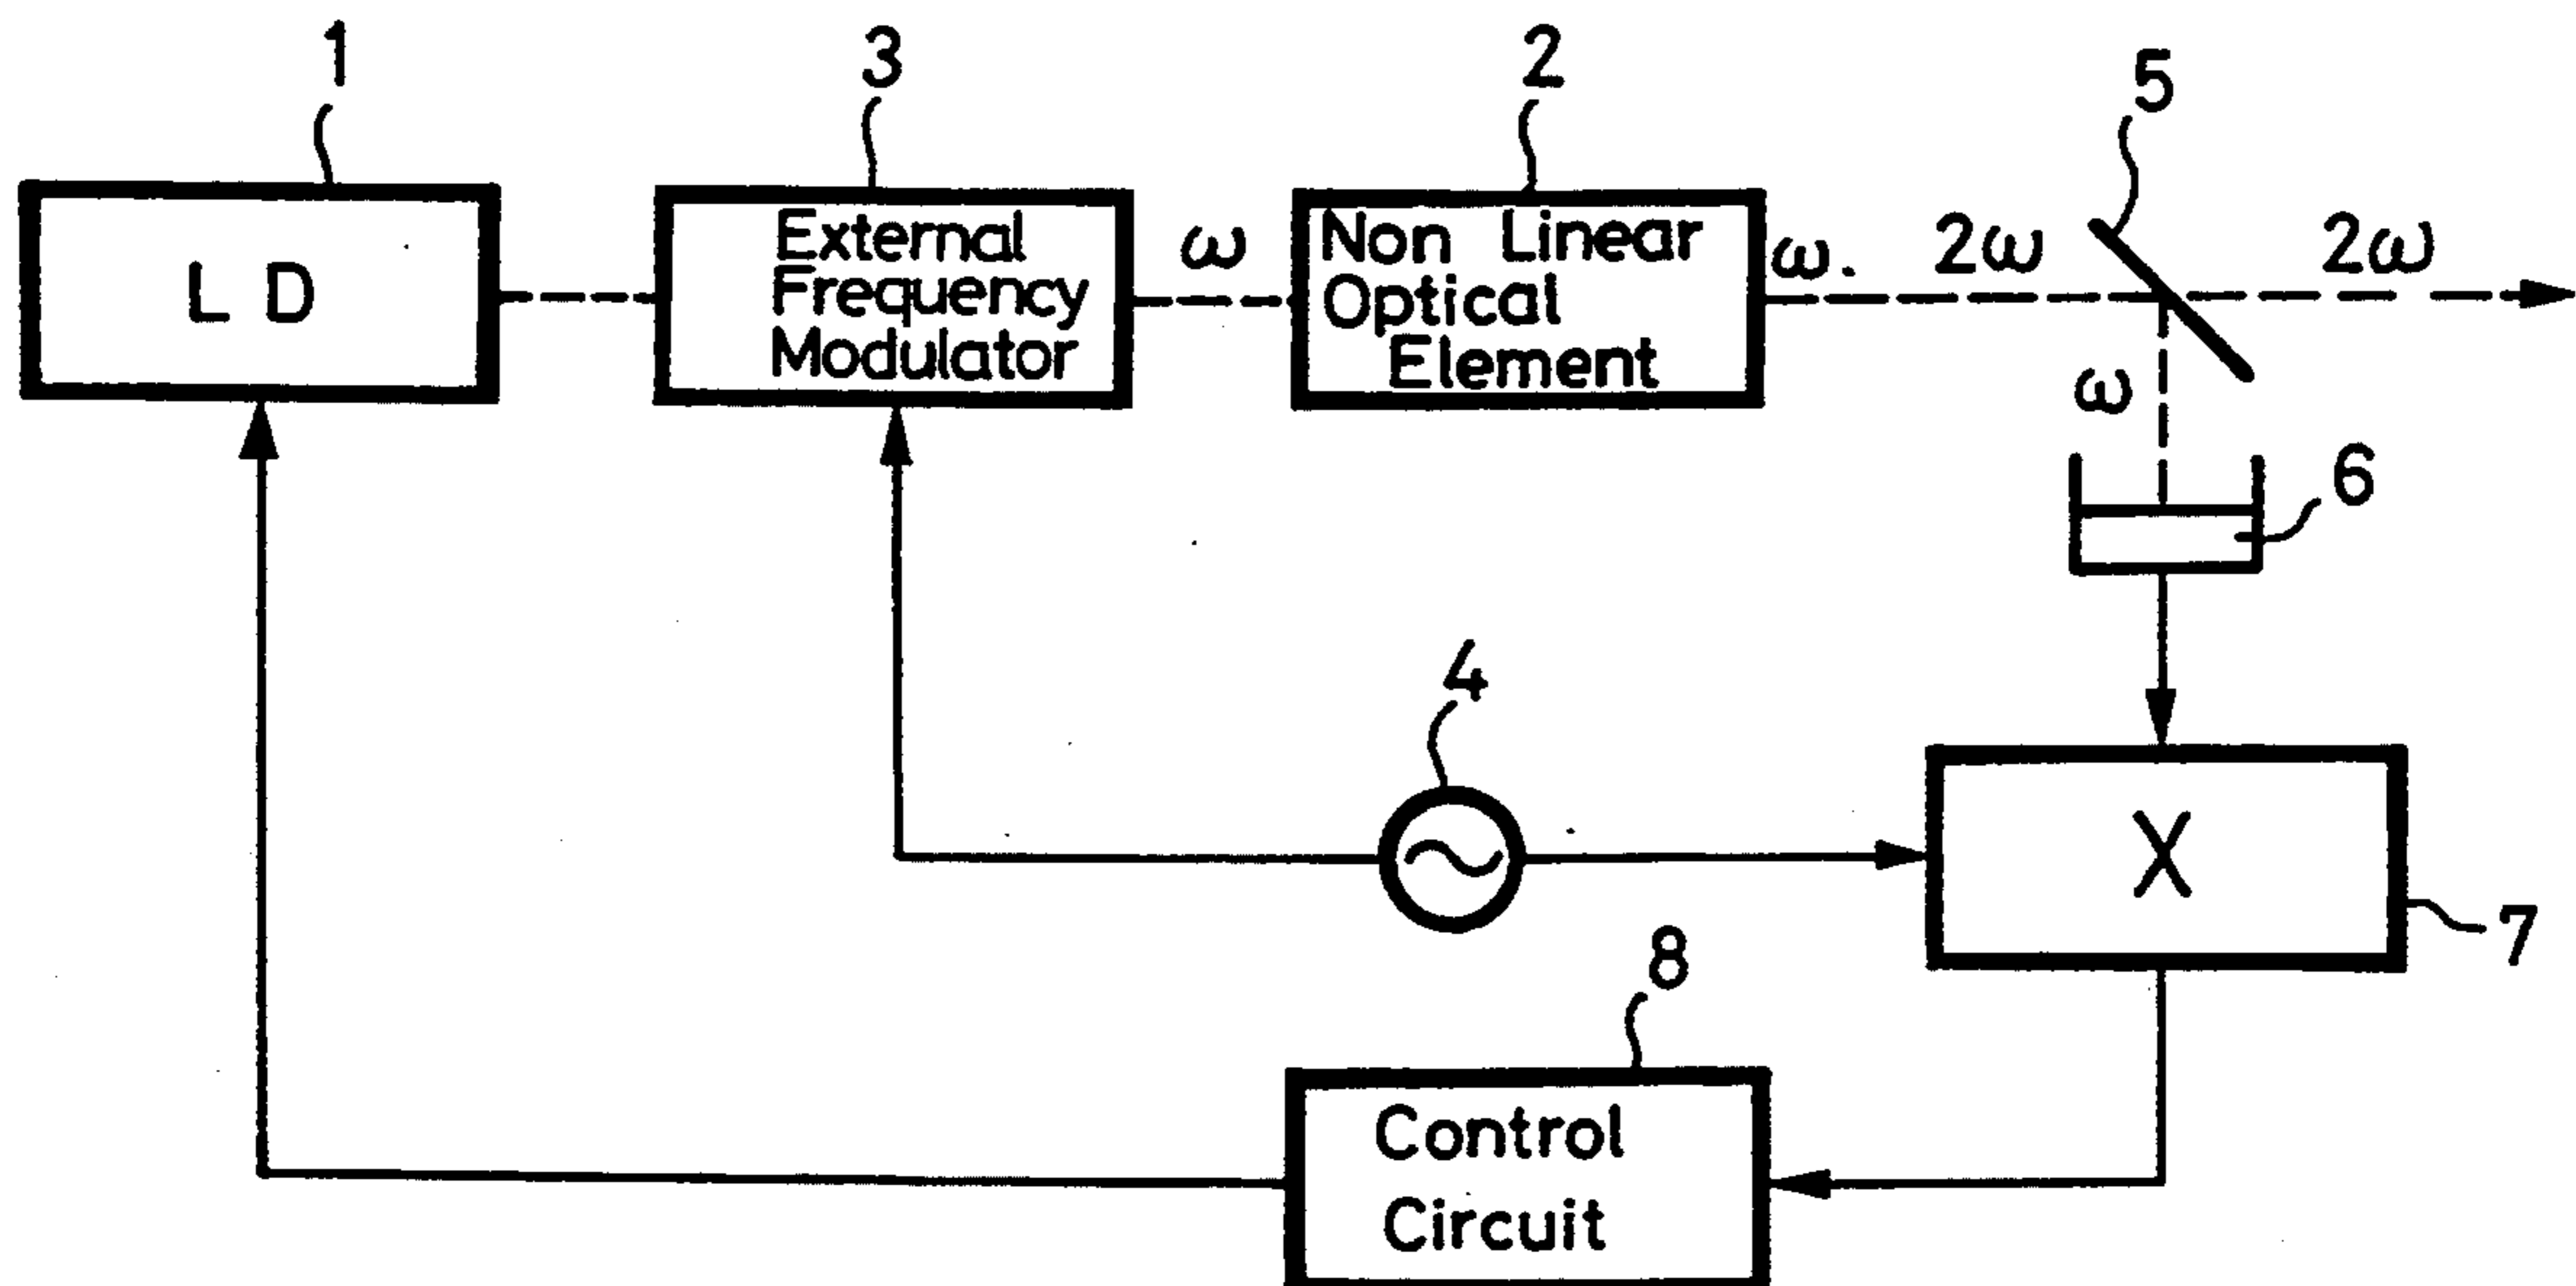 1
3
2
5
LD
External
Frequency
Modulator
ω
Non Linear
Optical
Element
ω. 2ω
2ω
ω
6
4
X
7
8
Control
Circuit